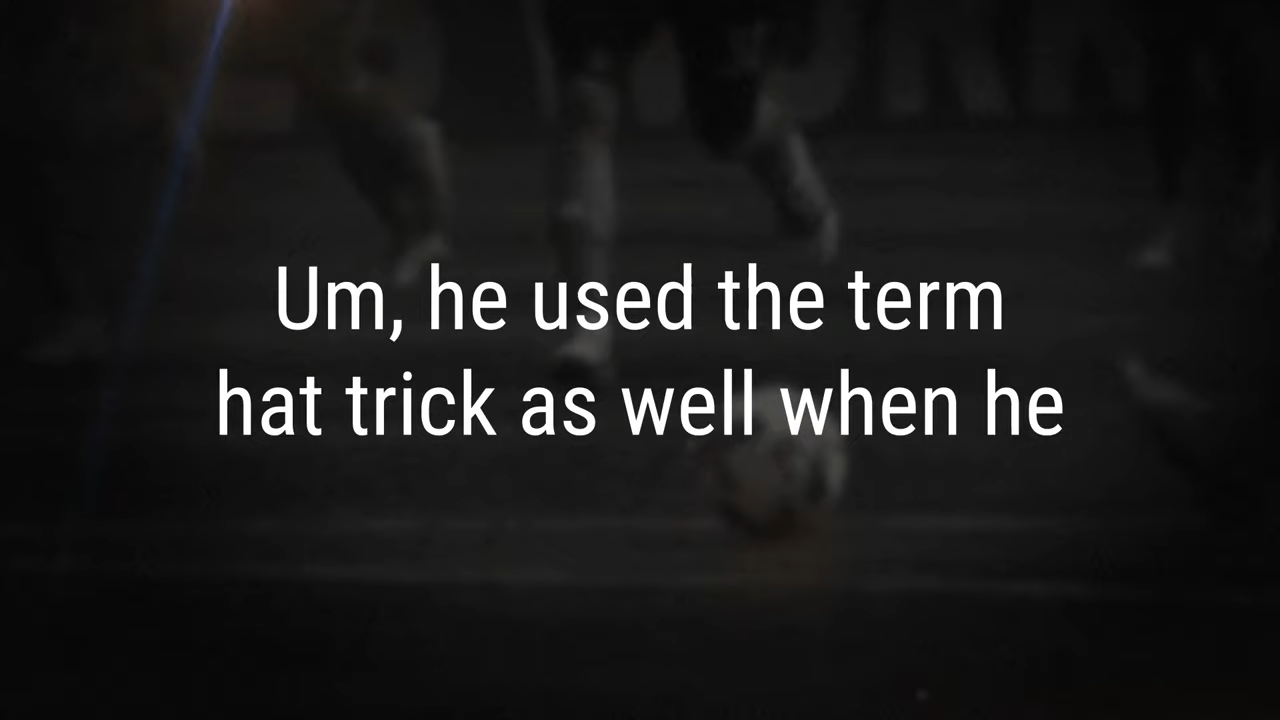 Um, he used the term
hat trick as well when he